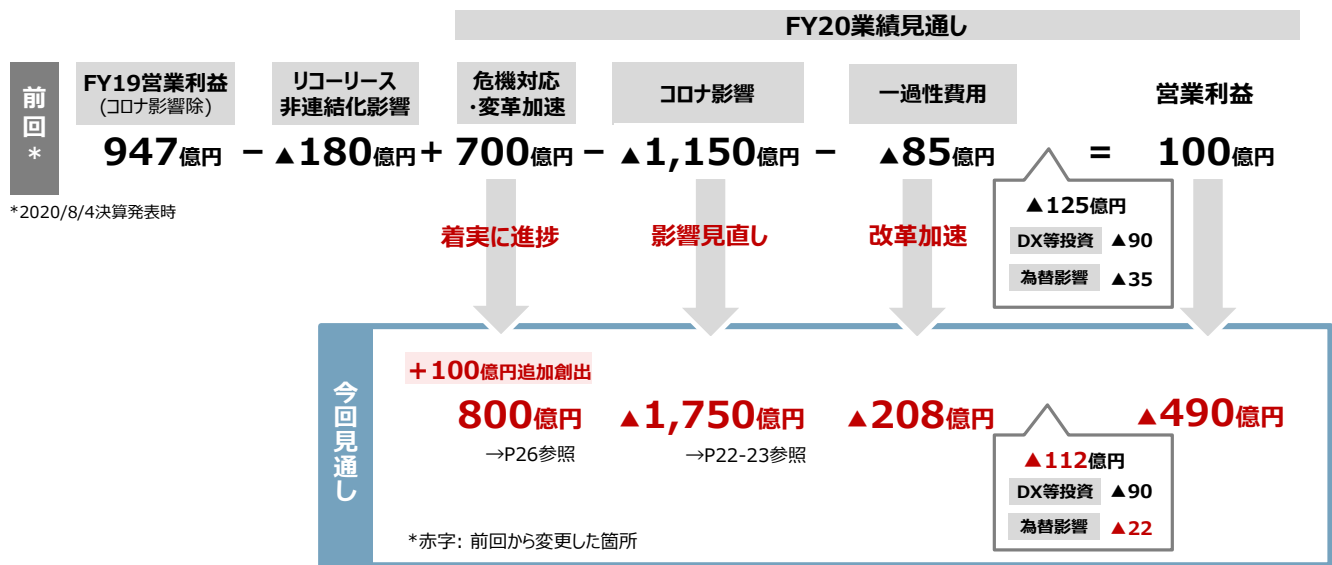 FY20業績見通し
前回*
FY19営業利益
(コロナ影響除)
リコーリース
非連結化影響
危機対応
・変革加速
コロナ影響
一過性費用
営業利益
947億円 − ▲180億円+ 700億円 − ▲1,150億円 − ▲85億円 = 100億円
*2020/8/4決算発表時
▲125億円
DX等投資 ▲90
為替影響 ▲35
着実に進捗
影響見直し
改革加速
今回見通し
+100億円追加創出
800億円 ▲1,750億円 ▲208億円 ▲490億円
→P26参照
→P22-23参照
▲112億円
DX等投資 ▲90
為替影響 ▲22
*赤字: 前回から変更した箇所